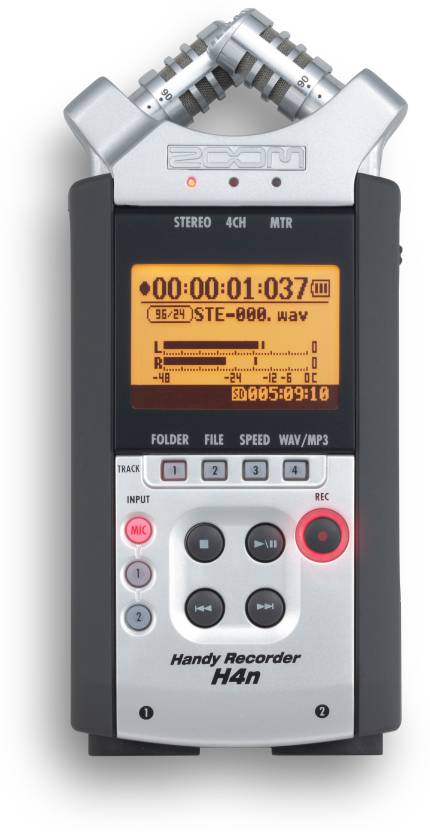 90 90
ZOOM
STEREO 4CH MTR
00:00:01:037
96/24 STE-000.wav
L 0
R 0
-48 -24 -12 -6 0C
SD 005:09:10
FOLDER FILE SPEED WAV/MP3
TRACK 1 2 3 4
INPUT REC
MIC
1
2
Handy Recorder
H4n
1 2